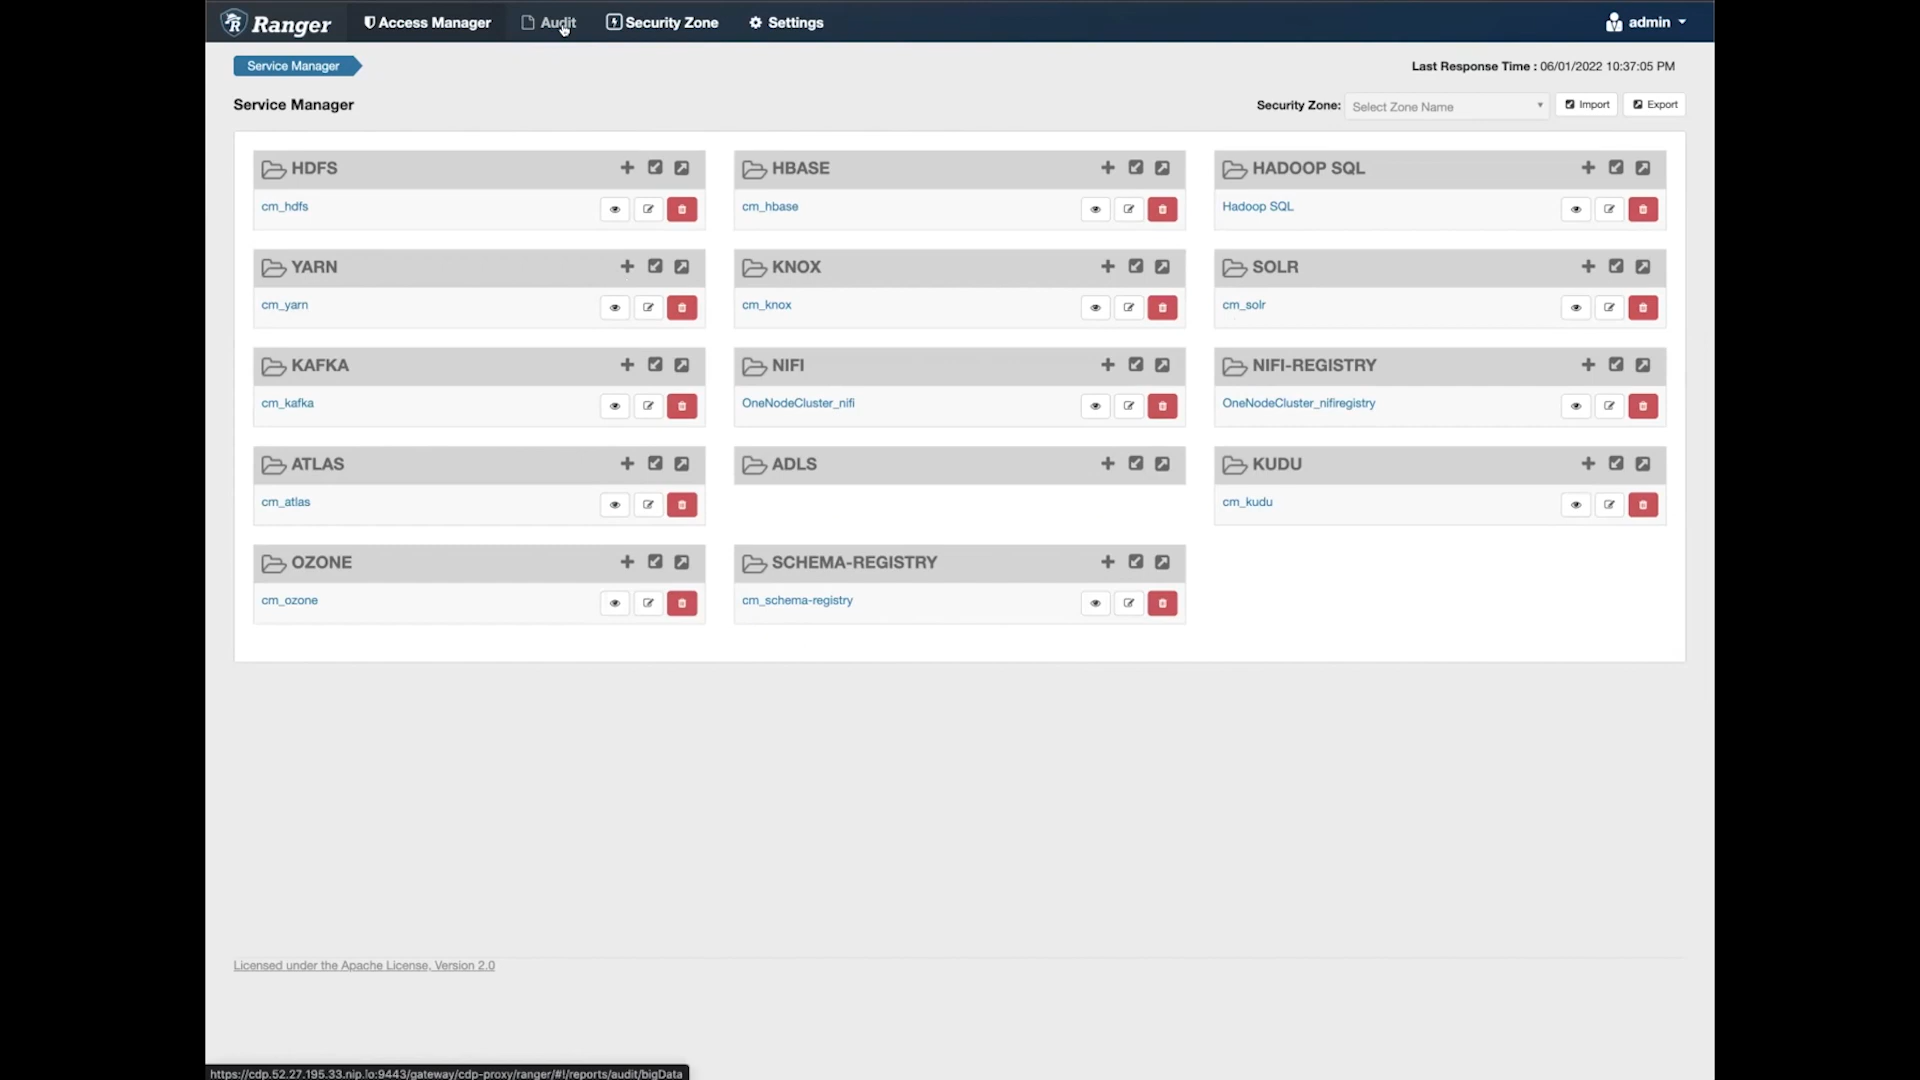 Ranger Access Manager Audit Security Zone Settings admin
Service Manager
Last Response Time : 06/01/2022 10:37:05 PM
Service Manager
Security Zone: Select Zone Name Import Export
HDFS
cm_hdfs
HBASE
cm_hbase
HADOOP SQL
Hadoop SQL
YARN
cm_yarn
KNOX
cm_knox
SOLR
cm_solr
KAFKA
cm_kafka
NIFI
OneNodeCluster_nifi
NIFI-REGISTRY
OneNodeCluster_nifiregistry
ATLAS
cm_atlas
ADLS
KUDU
cm_kudu
OZONE
cm_ozone
SCHEMA-REGISTRY
cm_schema-registry
Licensed under the Apache License, Version 2.0
https://cdp.52.27.195.33.nip.io:9443/gateway/cdp-proxy/ranger/#!/reports/audit/bigData